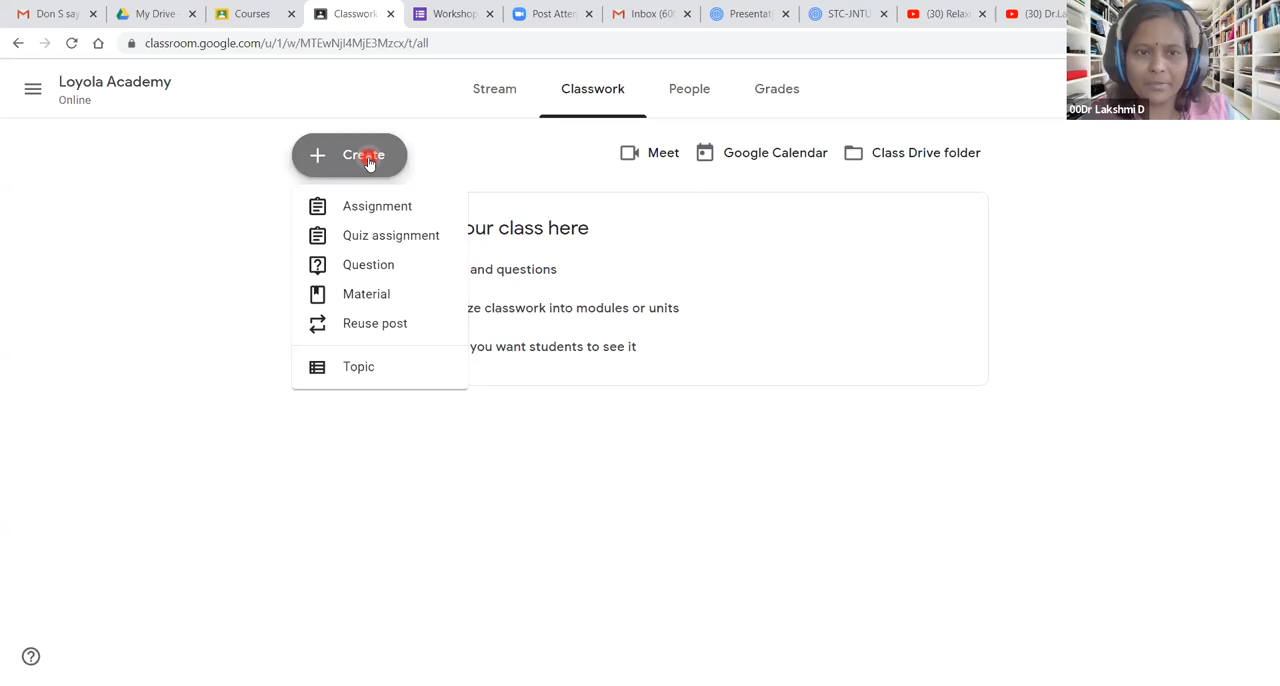 Don S say
My Drive
Courses
Classwork
Workshop
Post Atter
Inbox (60
Presentat
STC-JNTU
(30) Relax
(30) Dr.La
classroom.google.com/u/1/w/MTEwNjI4MjE3Mzcx/t/all
00Dr Lakshmi D
Loyola Academy
Online
Stream
Classwork
People
Grades
Create
Meet
Google Calendar
Class Drive folder
Assignment
Quiz assignment
Question
Material
Reuse post
Topic
our class here
and questions
ze classwork into modules or units
you want students to see it